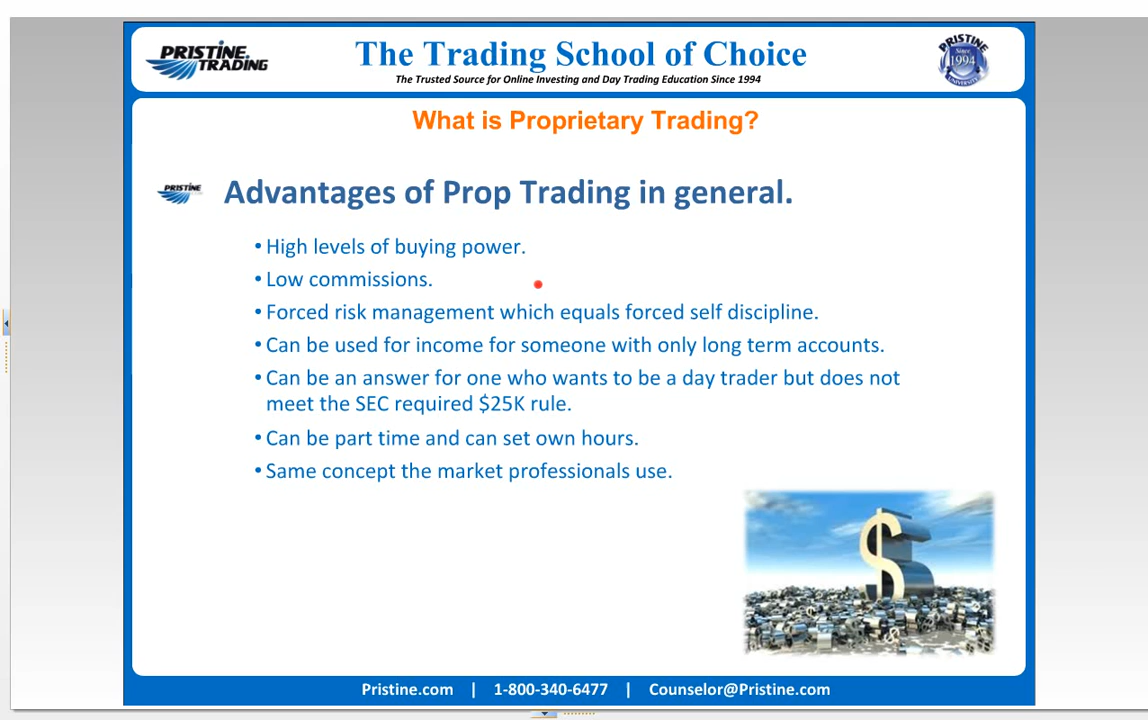 PRISTINE
TRADING
The Trading School of Choice
The Trusted Source for Online Investing and Day Trading Education Since 1994
PRISTINE
Since
1994
UNIVERSITY
What is Proprietary Trading?
PRISTINE
Advantages of Prop Trading in general.
• High levels of buying power.
• Low commissions.
• Forced risk management which equals forced self discipline.
• Can be used for income for someone with only long term accounts.
• Can be an answer for one who wants to be a day trader but does not
meet the SEC required $25K rule.
• Can be part time and can set own hours.
• Same concept the market professionals use.
$
Pristine.com | 1-800-340-6477 | Counselor@Pristine.com